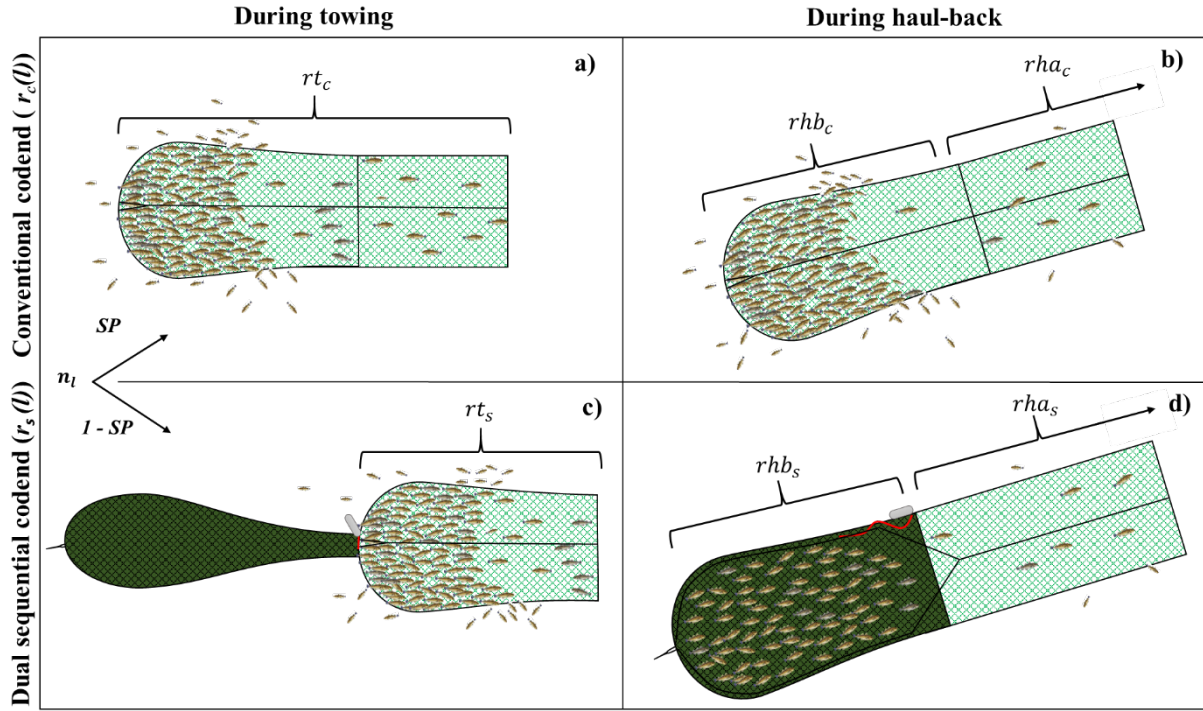 During towing
During haul-back
Conventional codend ( r_c(l))
a)
rt_c
b)
rha_c
rhb_c
SP
n_l
1 - SP
Dual sequential codend (r_s(l))
c)
rt_s
d)
rha_s
rhb_s